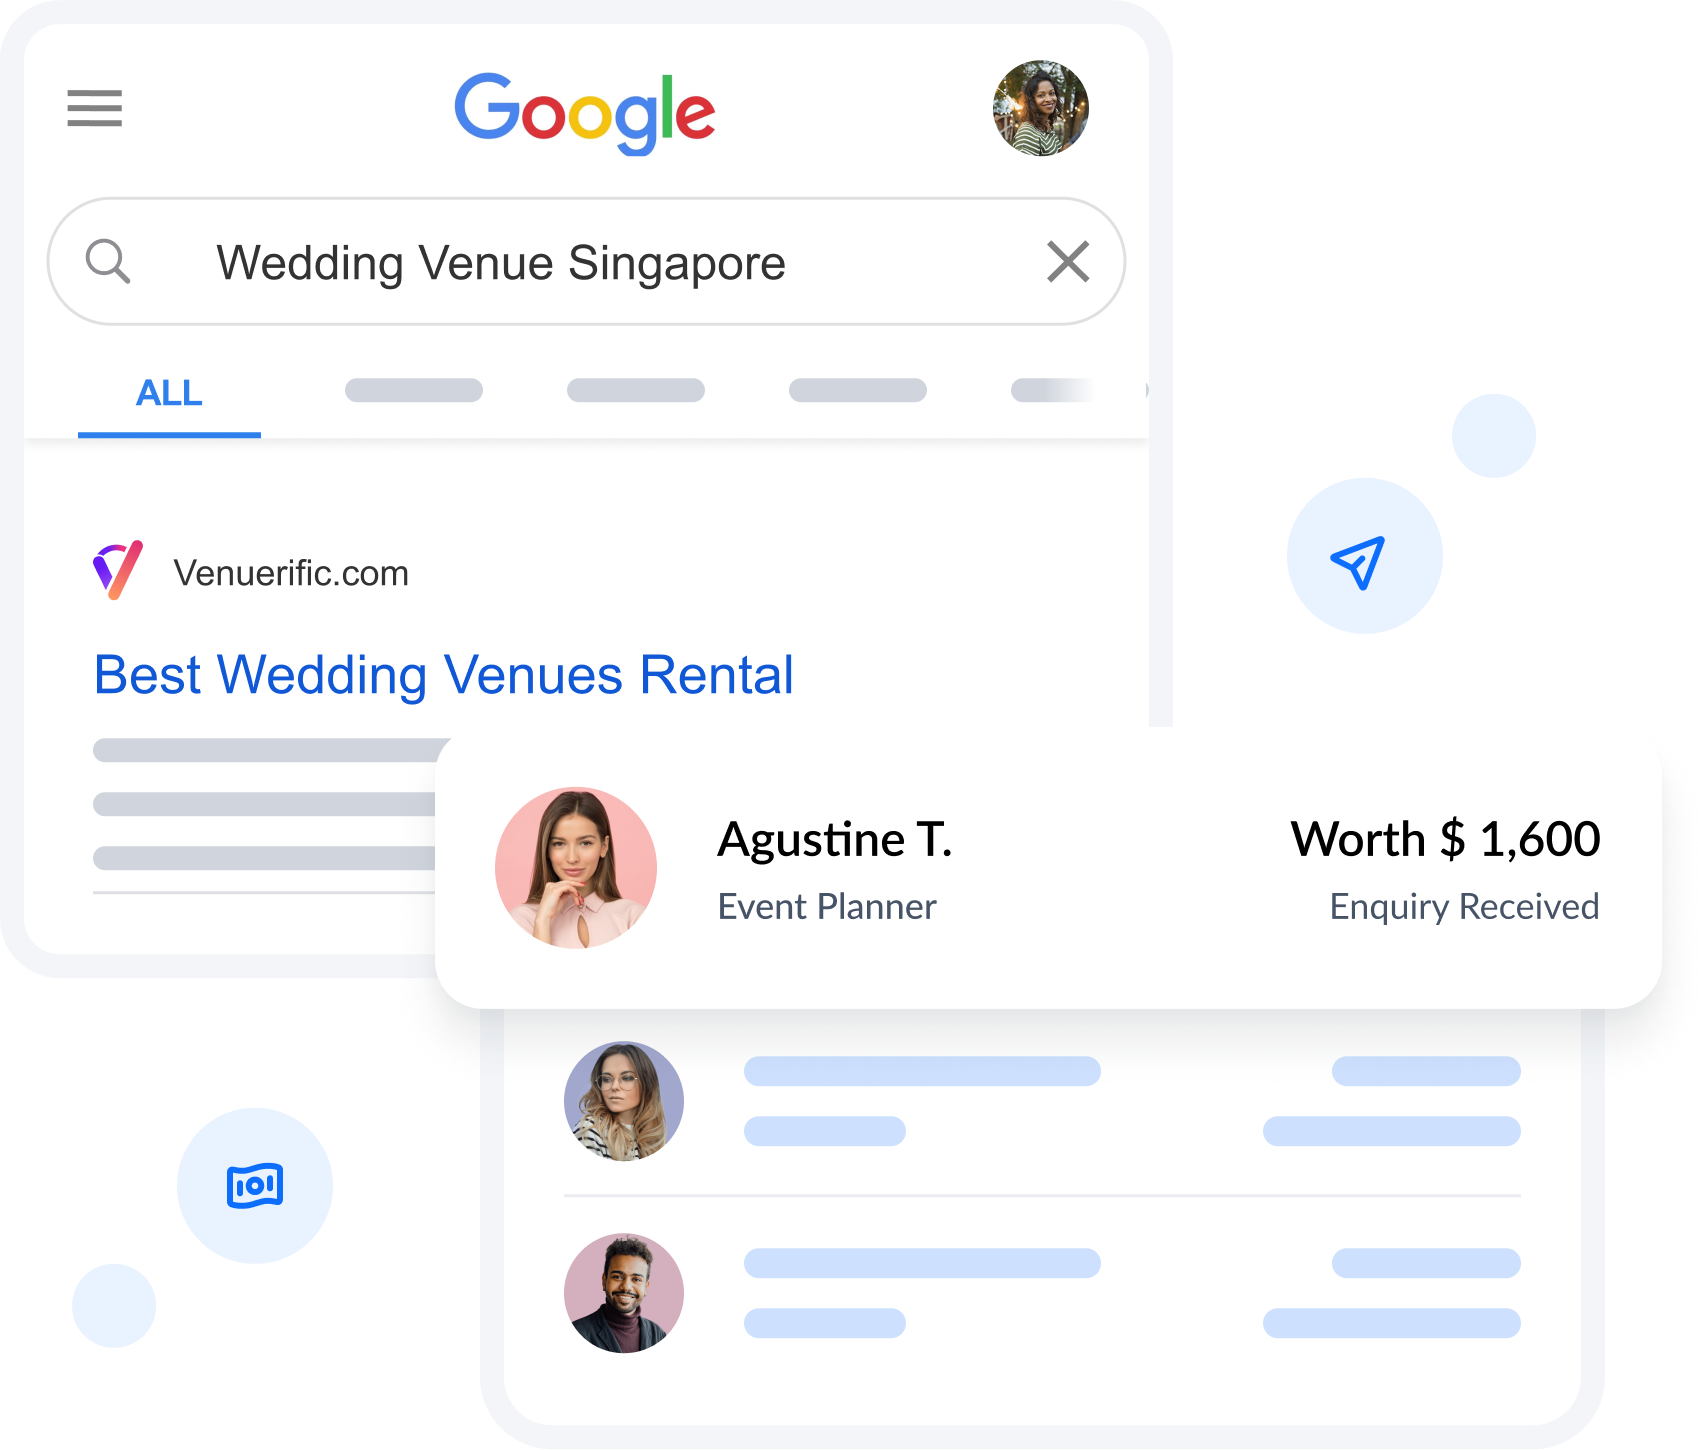 Google
Wedding Venue Singapore
ALL
Venuerific.com
Best Wedding Venues Rental
Agustine T.
Event Planner
Worth $ 1,600
Enquiry Received